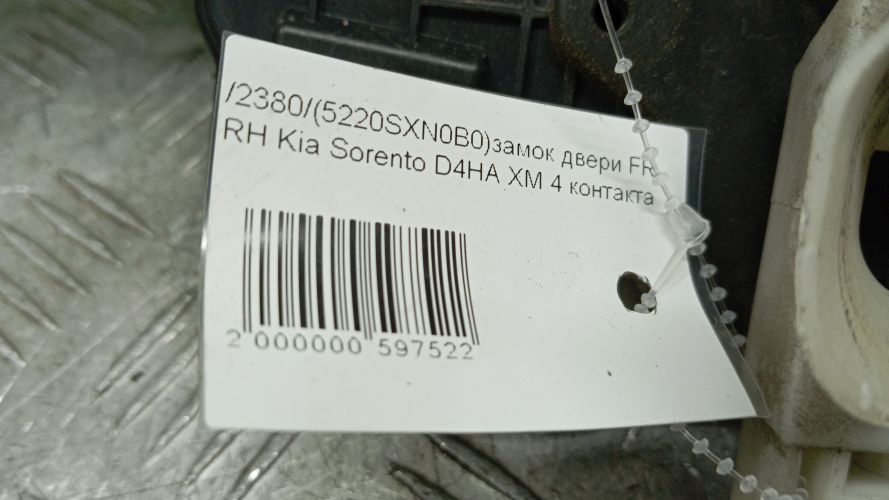 /2380/(5220SXN0B0)замок двери FR
RH Kia Sorento D4HA XM 4 контакта
2 000000 597522